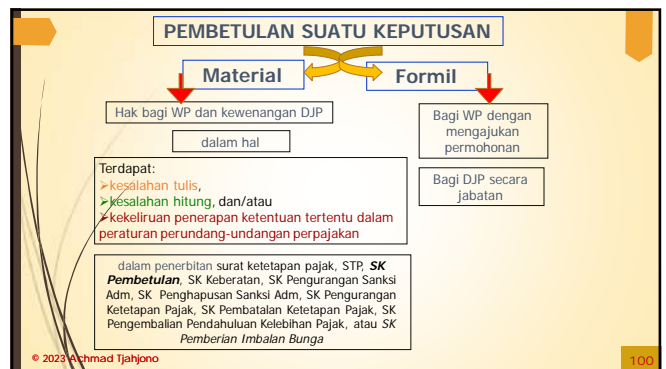 PEMBETULAN SUATU KEPUTUSAN
Material
Formil
Hak bagi WP dan kewenangan DJP
dalam hal
Terdapat:
➢kesalahan tulis,
➢kesalahan hitung, dan/atau
➢kekeliruan penerapan ketentuan tertentu dalam
peraturan perundang-undangan perpajakan
dalam penerbitan surat ketetapan pajak, STP, SK
Pembetulan, SK Keberatan, SK Pengurangan Sanksi
Adm, SK Penghapusan Sanksi Adm, SK Pengurangan
Ketetapan Pajak, SK Pembatalan Ketetapan Pajak, SK
Pengembalian Pendahuluan Kelebihan Pajak, atau SK
Pemberian Imbalan Bunga
Bagi WP dengan
mengajukan
permohonan
Bagi DJP secara
jabatan
© 2023 Achmad Tjahjono
100